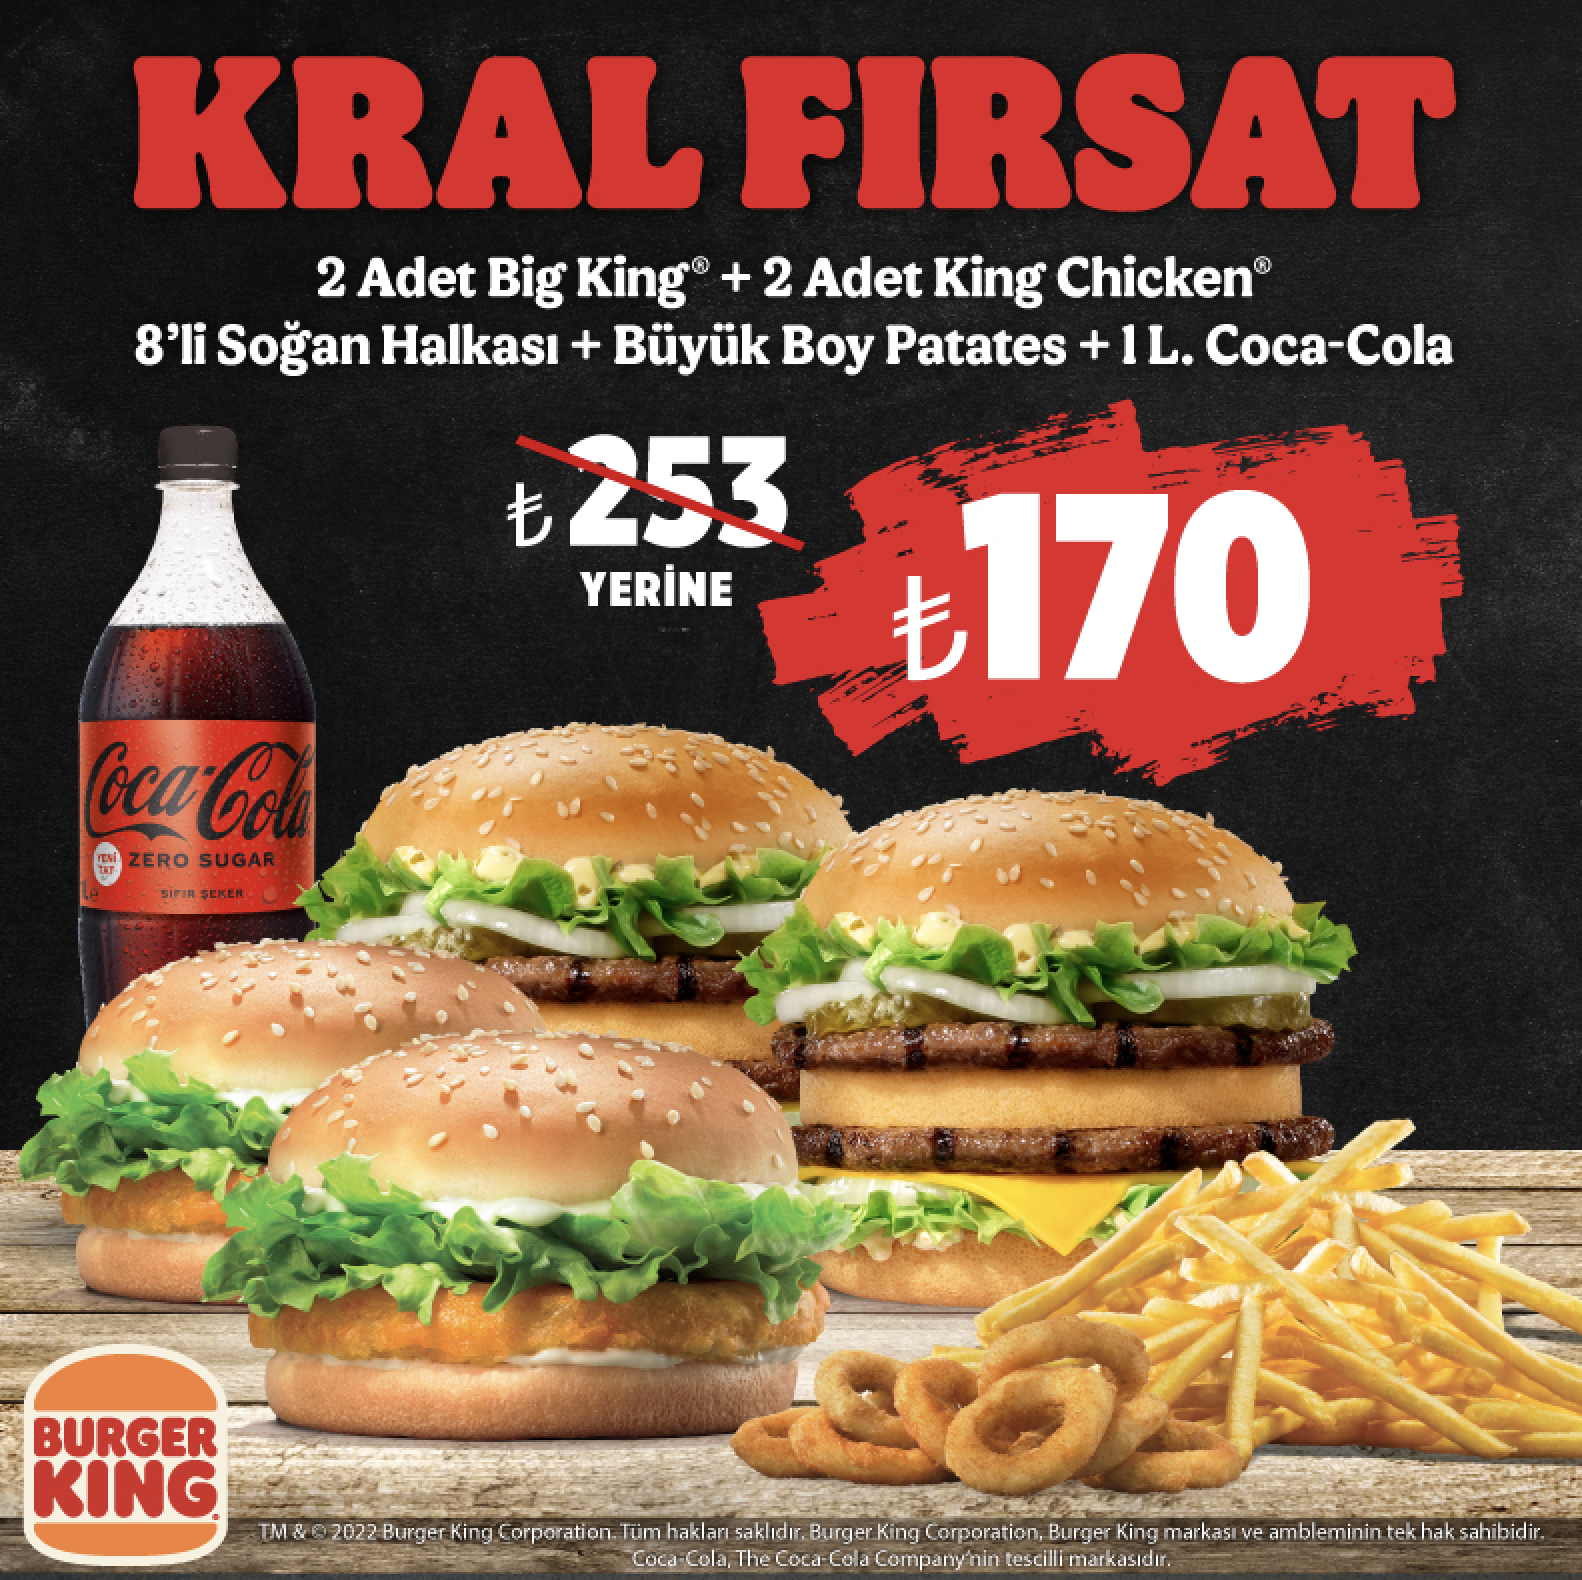 KRAL FIRSAT
2 Adet Big King® + 2 Adet King Chicken®
8'li Soğan Halkası + Büyük Boy Patates + 1 L. Coca-Cola
₺253
YERİNE
₺170
Coca-Cola
YENİ
TAT
ZERO SUGAR
SIFIR ŞEKER
BURGER
KING
TM & © 2022 Burger King Corporation. Tüm hakları saklıdır. Burger King Corporation, Burger King markası ve ambleminin tek hak sahibidir.
Coca-Cola, The Coca-Cola Company'nin tescilli markasıdır.